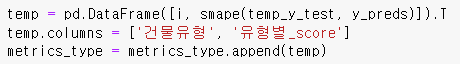 temp = pd.DataFrame([i, smape(temp_y_test, y_preds)]).T
temp.columns = ['건물유형', '유형별_score']
metrics_type = metrics_type.append(temp)